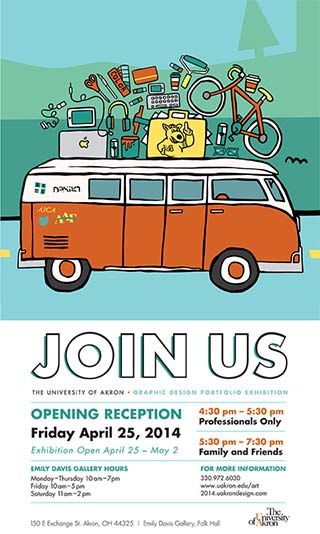 AIGA
AAF
JOIN US
THE UNIVERSITY OF AKRON • GRAPHIC DESIGN PORTFOLIO EXHIBITION
OPENING RECEPTION
Friday April 25, 2014
Exhibition Open April 25 – May 2
4:30 pm – 5:30 pm
Professionals Only
5:30 pm – 7:30 pm
Family and Friends
EMILY DAVIS GALLERY HOURS
Monday–Thursday 10am–7pm
Friday 10am–5pm
Saturday 11am–2pm
FOR MORE INFORMATION
330.972.6030
www.uakron.edu/art
2014.uakrondesign.com
150 E Exchange St. Akron, OH 44325 | Emily Davis Gallery, Folk Hall
The
University
of Akron